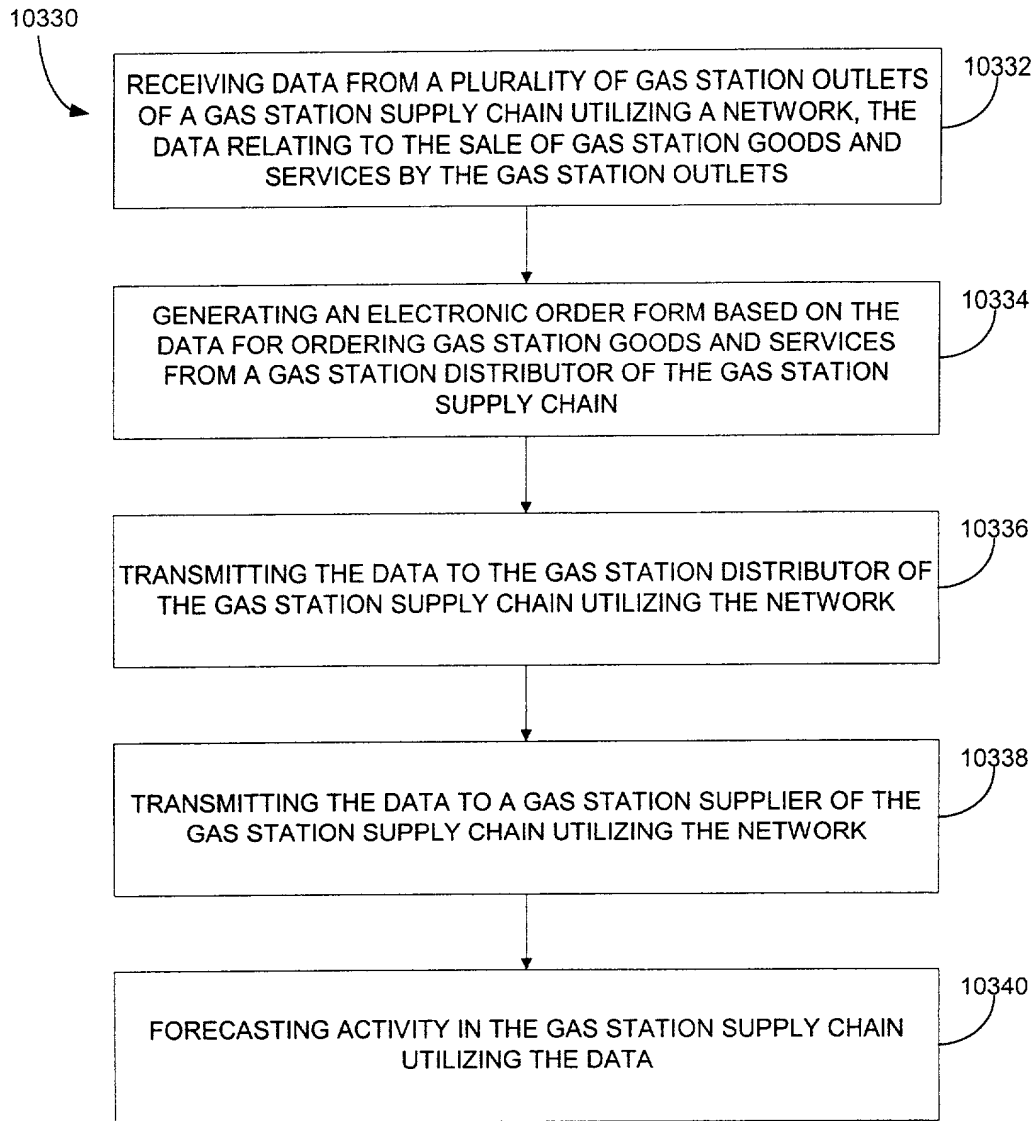 10330
10332
RECEIVING DATA FROM A PLURALITY OF GAS STATION OUTLETS
OF A GAS STATION SUPPLY CHAIN UTILIZING A NETWORK, THE
DATA RELATING TO THE SALE OF GAS STATION GOODS AND
SERVICES BY THE GAS STATION OUTLETS
10334
GENERATING AN ELECTRONIC ORDER FORM BASED ON THE
DATA FOR ORDERING GAS STATION GOODS AND SERVICES
FROM A GAS STATION DISTRIBUTOR OF THE GAS STATION
SUPPLY CHAIN
10336
TRANSMITTING THE DATA TO THE GAS STATION DISTRIBUTOR OF
THE GAS STATION SUPPLY CHAIN UTILIZING THE NETWORK
10338
TRANSMITTING THE DATA TO A GAS STATION SUPPLIER OF THE
GAS STATION SUPPLY CHAIN UTILIZING THE NETWORK
10340
FORECASTING ACTIVITY IN THE GAS STATION SUPPLY CHAIN
UTILIZING THE DATA